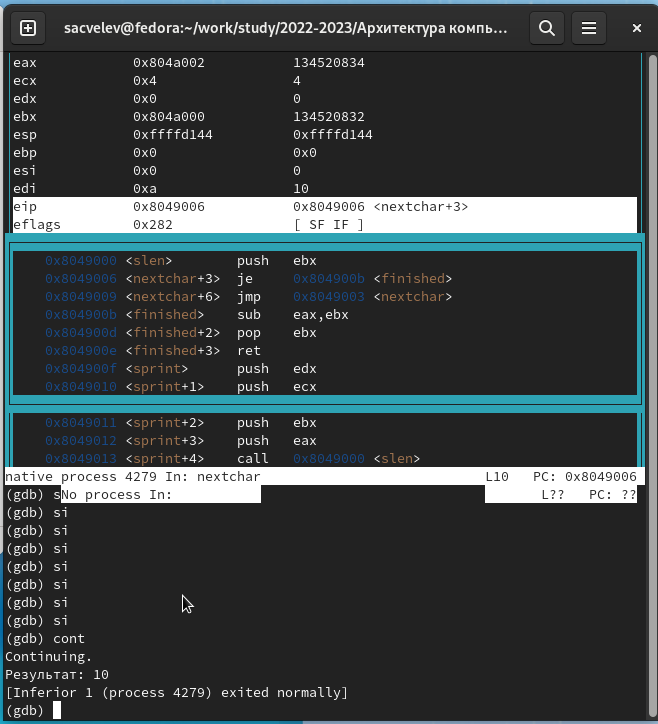 sacvelev@fedora:~/work/study/2022-2023/Архитектура компь...
eax 0x804a002 134520834
ecx 0x4 4
edx 0x0 0
ebx 0x804a000 134520832
esp 0xffffd144 0xffffd144
ebp 0x0 0x0
esi 0x0 0
edi 0xa 10
eip 0x8049006 0x8049006 <nextchar+3>
eflags 0x282 [ SF IF ]
0x8049000 <slen> push ebx
0x8049006 <nextchar+3> je 0x804900b <finished>
0x8049009 <nextchar+6> jmp 0x8049003 <nextchar>
0x804900b <finished> sub eax,ebx
0x804900d <finished+2> pop ebx
0x804900e <finished+3> ret
0x804900f <sprint> push edx
0x8049010 <sprint+1> push ecx
0x8049011 <sprint+2> push ebx
0x8049012 <sprint+3> push eax
0x8049013 <sprint+4> call 0x8049000 <slen>
native process 4279 In: nextchar L10 PC: 0x8049006
(gdb) sNo process In: L?? PC: ??
(gdb) si
(gdb) si
(gdb) si
(gdb) si
(gdb) si
(gdb) si
(gdb) si
(gdb) cont
Continuing.
Результат: 10
[Inferior 1 (process 4279) exited normally]
(gdb)